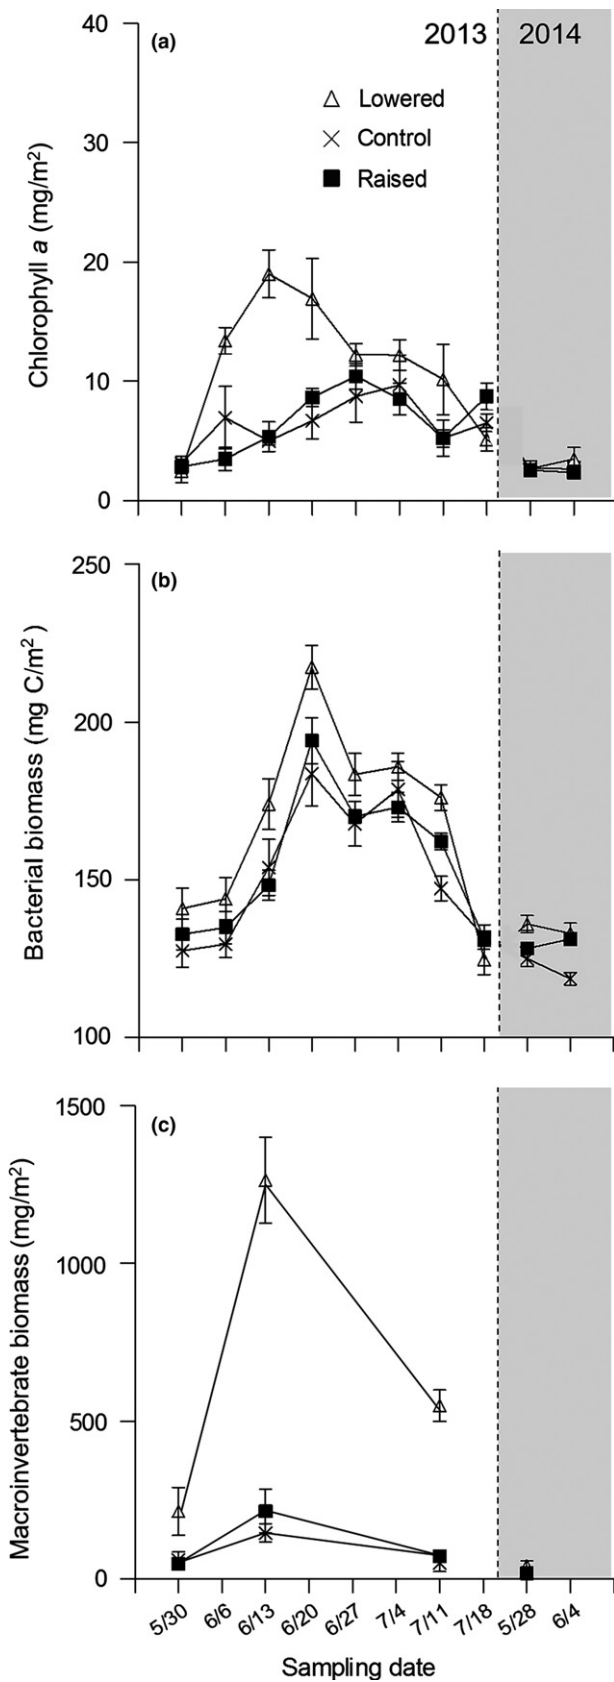 40
(a)
2013
2014
Lowered
Control
Raised
30
20
10
0
Chlorophyll a (mg/m²)
250
(b)
200
150
100
Bacterial biomass (mg C/m²)
1500
(c)
1000
500
0
Macroinvertebrate biomass (mg/m²)
5/30 6/6 6/13 6/20 6/27 7/4 7/11 7/18 5/28 6/4
Sampling date